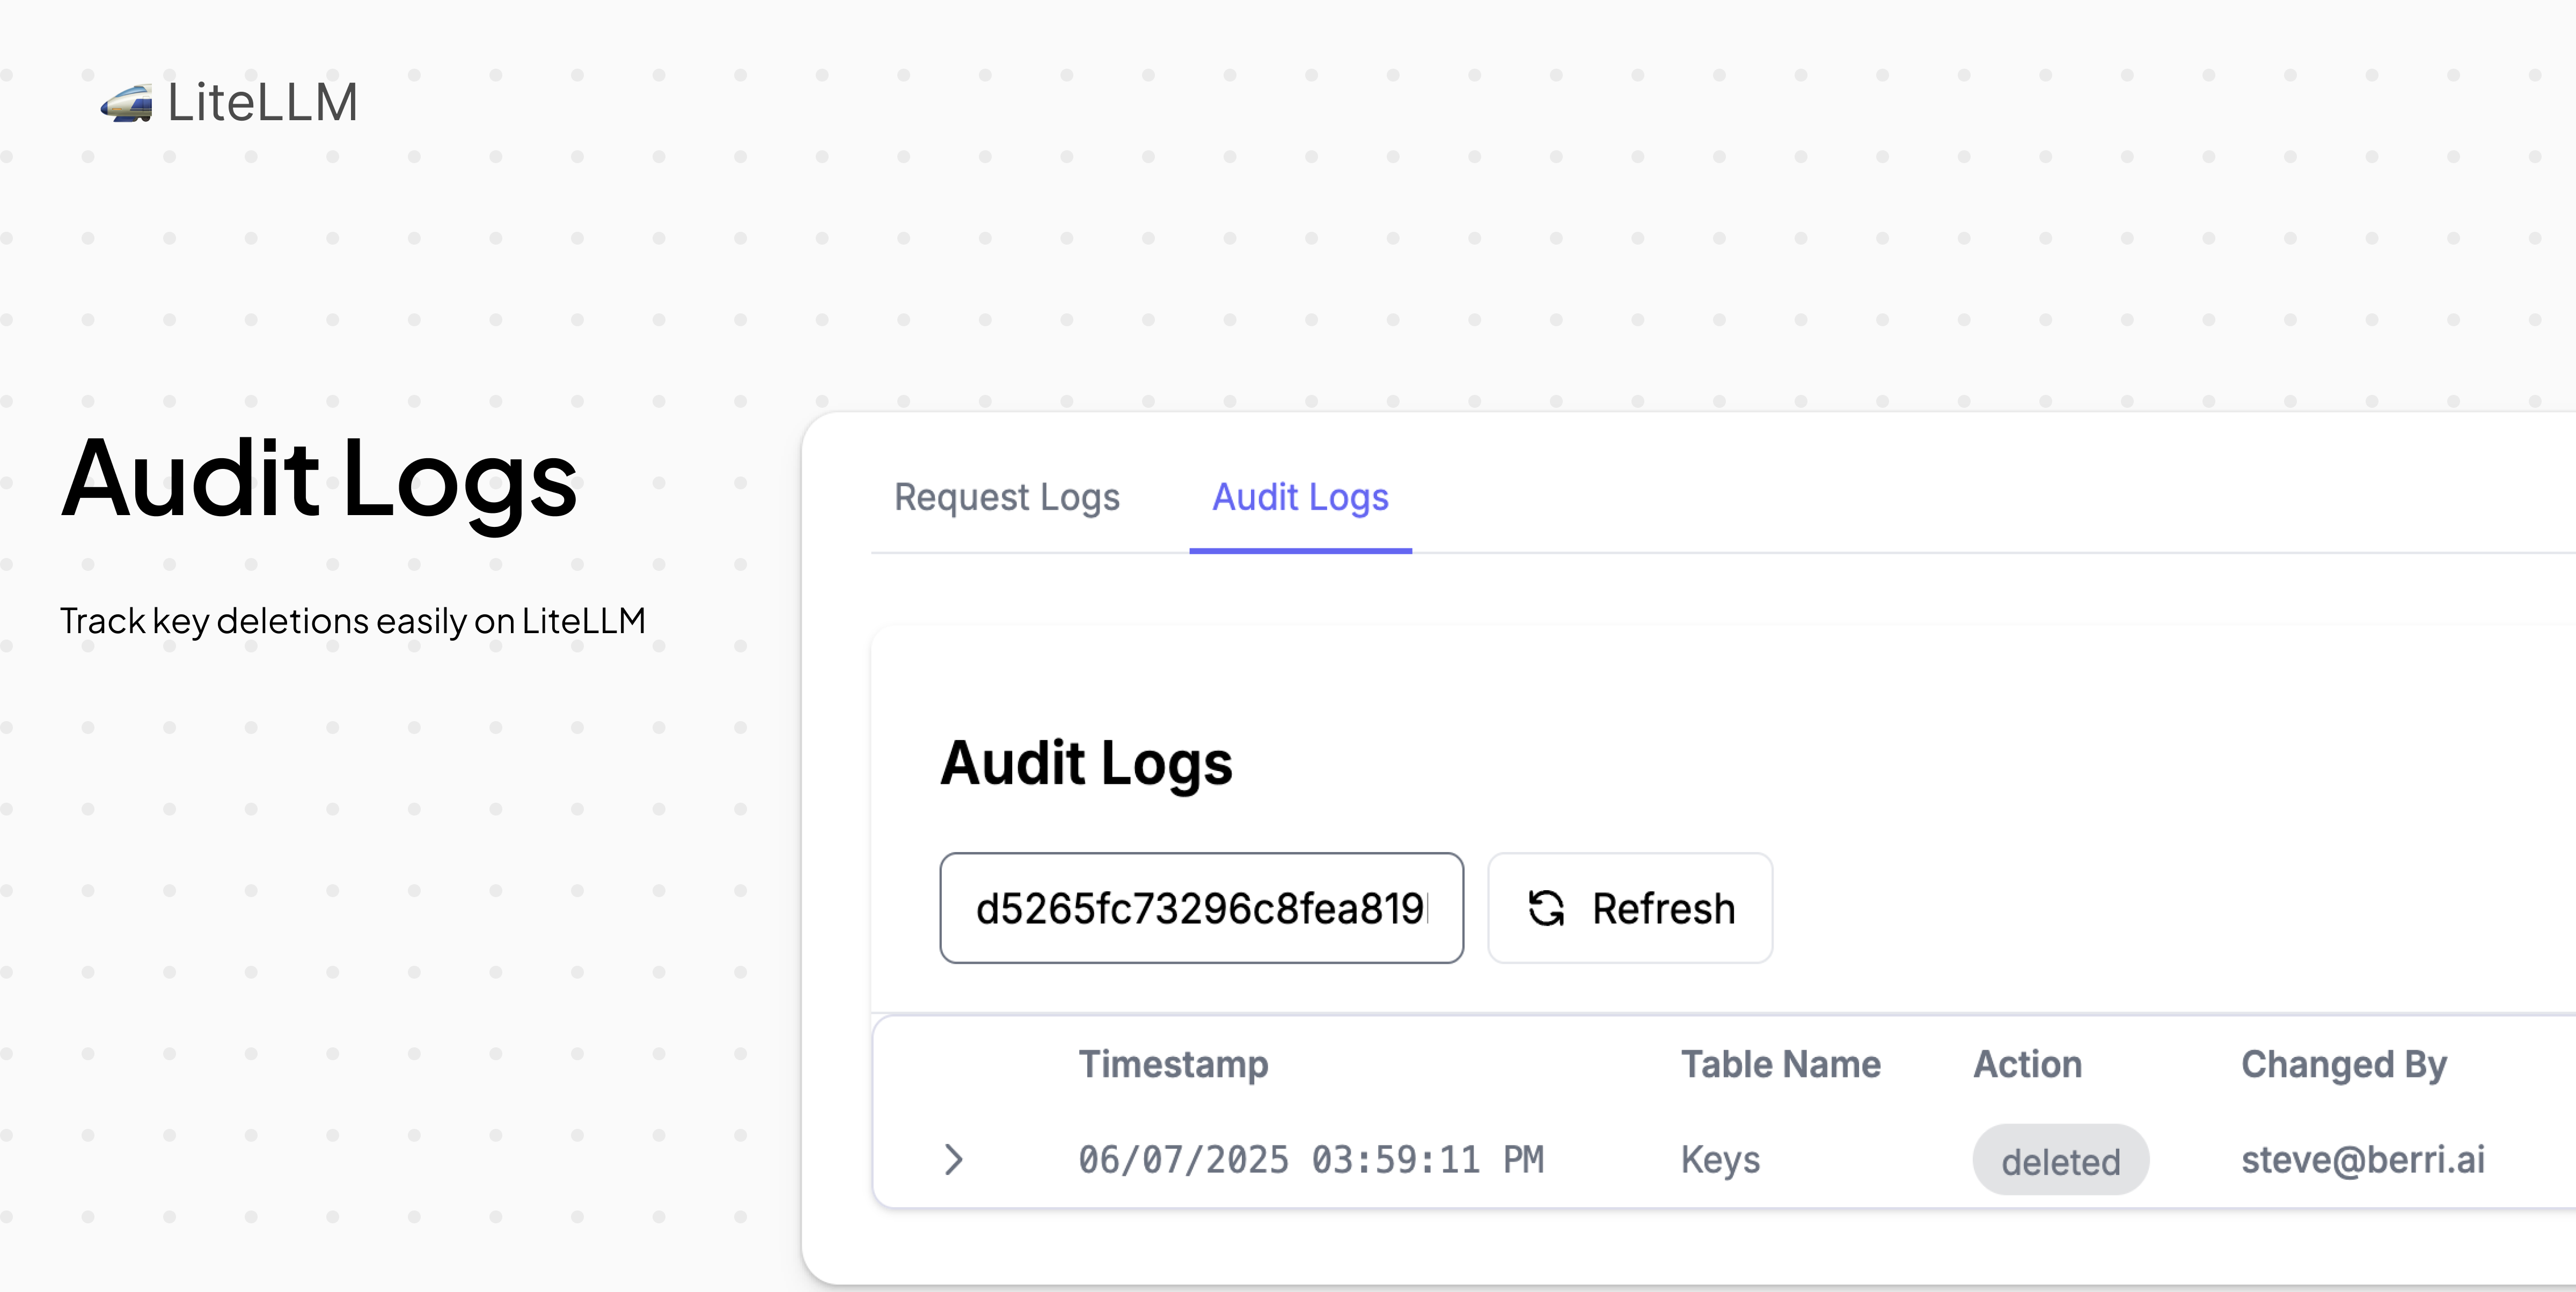 LiteLLM
Audit Logs
Track key deletions easily on LiteLLM
Request Logs
Audit Logs
Audit Logs
d5265fc73296c8fea819
Refresh
Timestamp Table Name Action Changed By
06/07/2025 03:59:11 PM Keys deleted steve@berri.ai